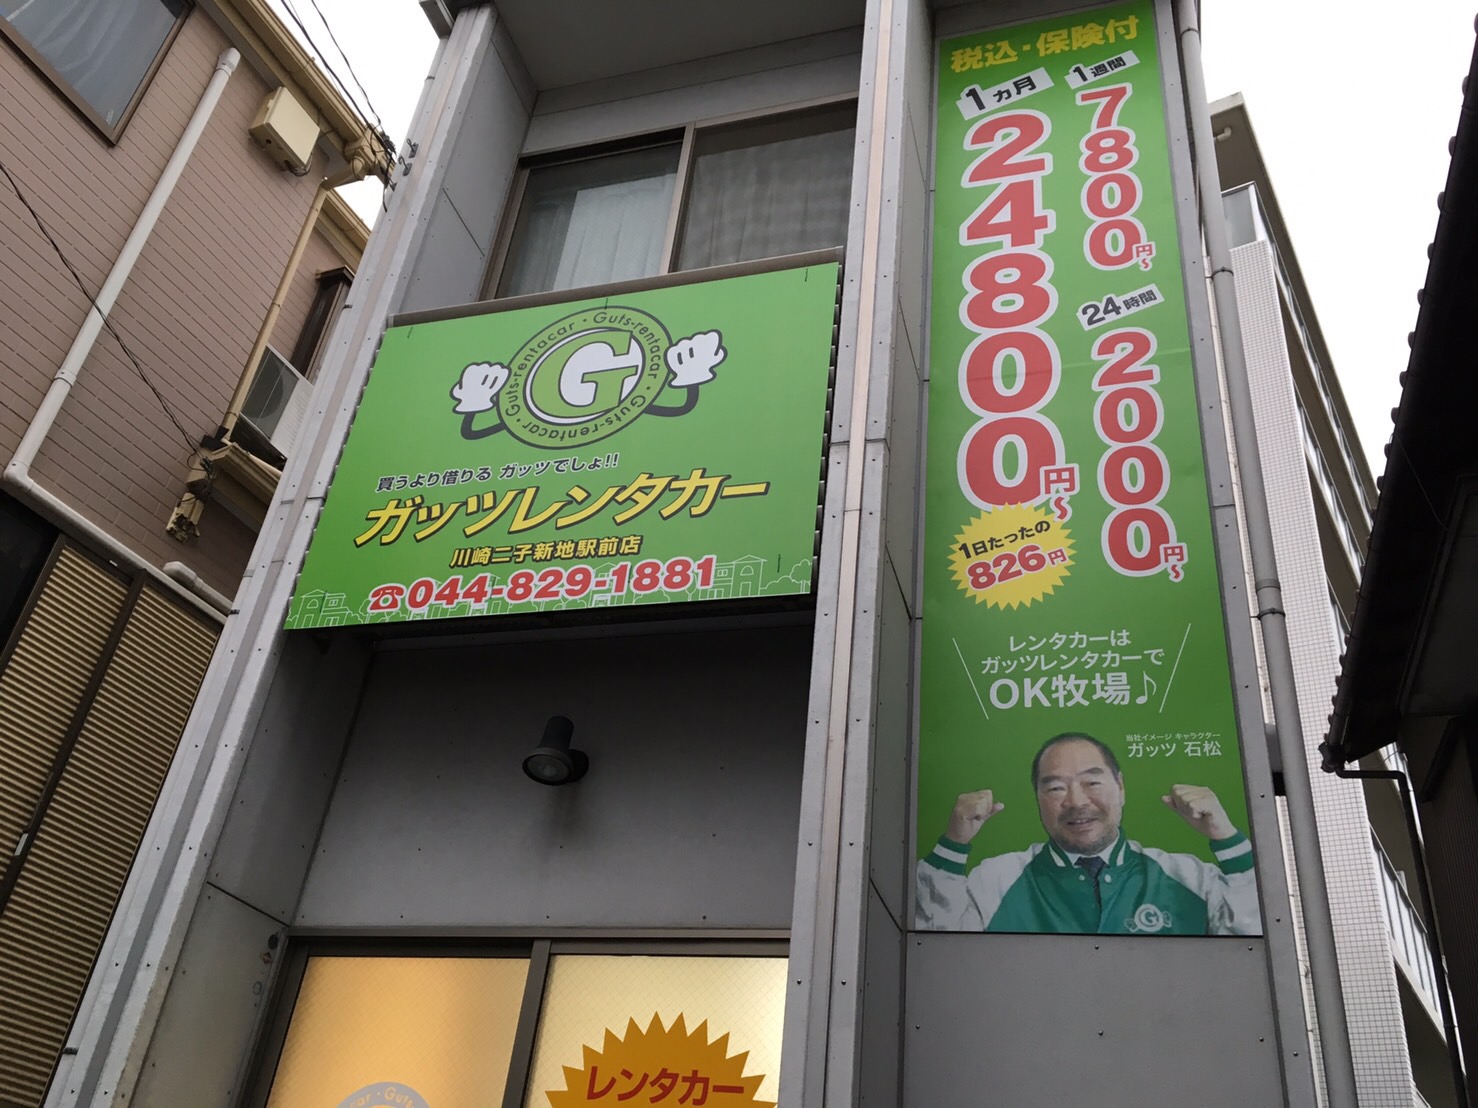 Guts-rentacar・Guts-rentacar・Guts-rentacar・
G
買うより借りる ガッツでしょ!!
ガッツレンタカー
川崎二子新地駅前店
☎044-829-1881
税込・保険付
1ヵ月
24800円~
1日たったの
826円
1週間
7800円~
24時間
2000円~
レンタカーは
ガッツレンタカーで
OK牧場♪
当社イメージ キャラクター
ガッツ 石松
G
レンタカー